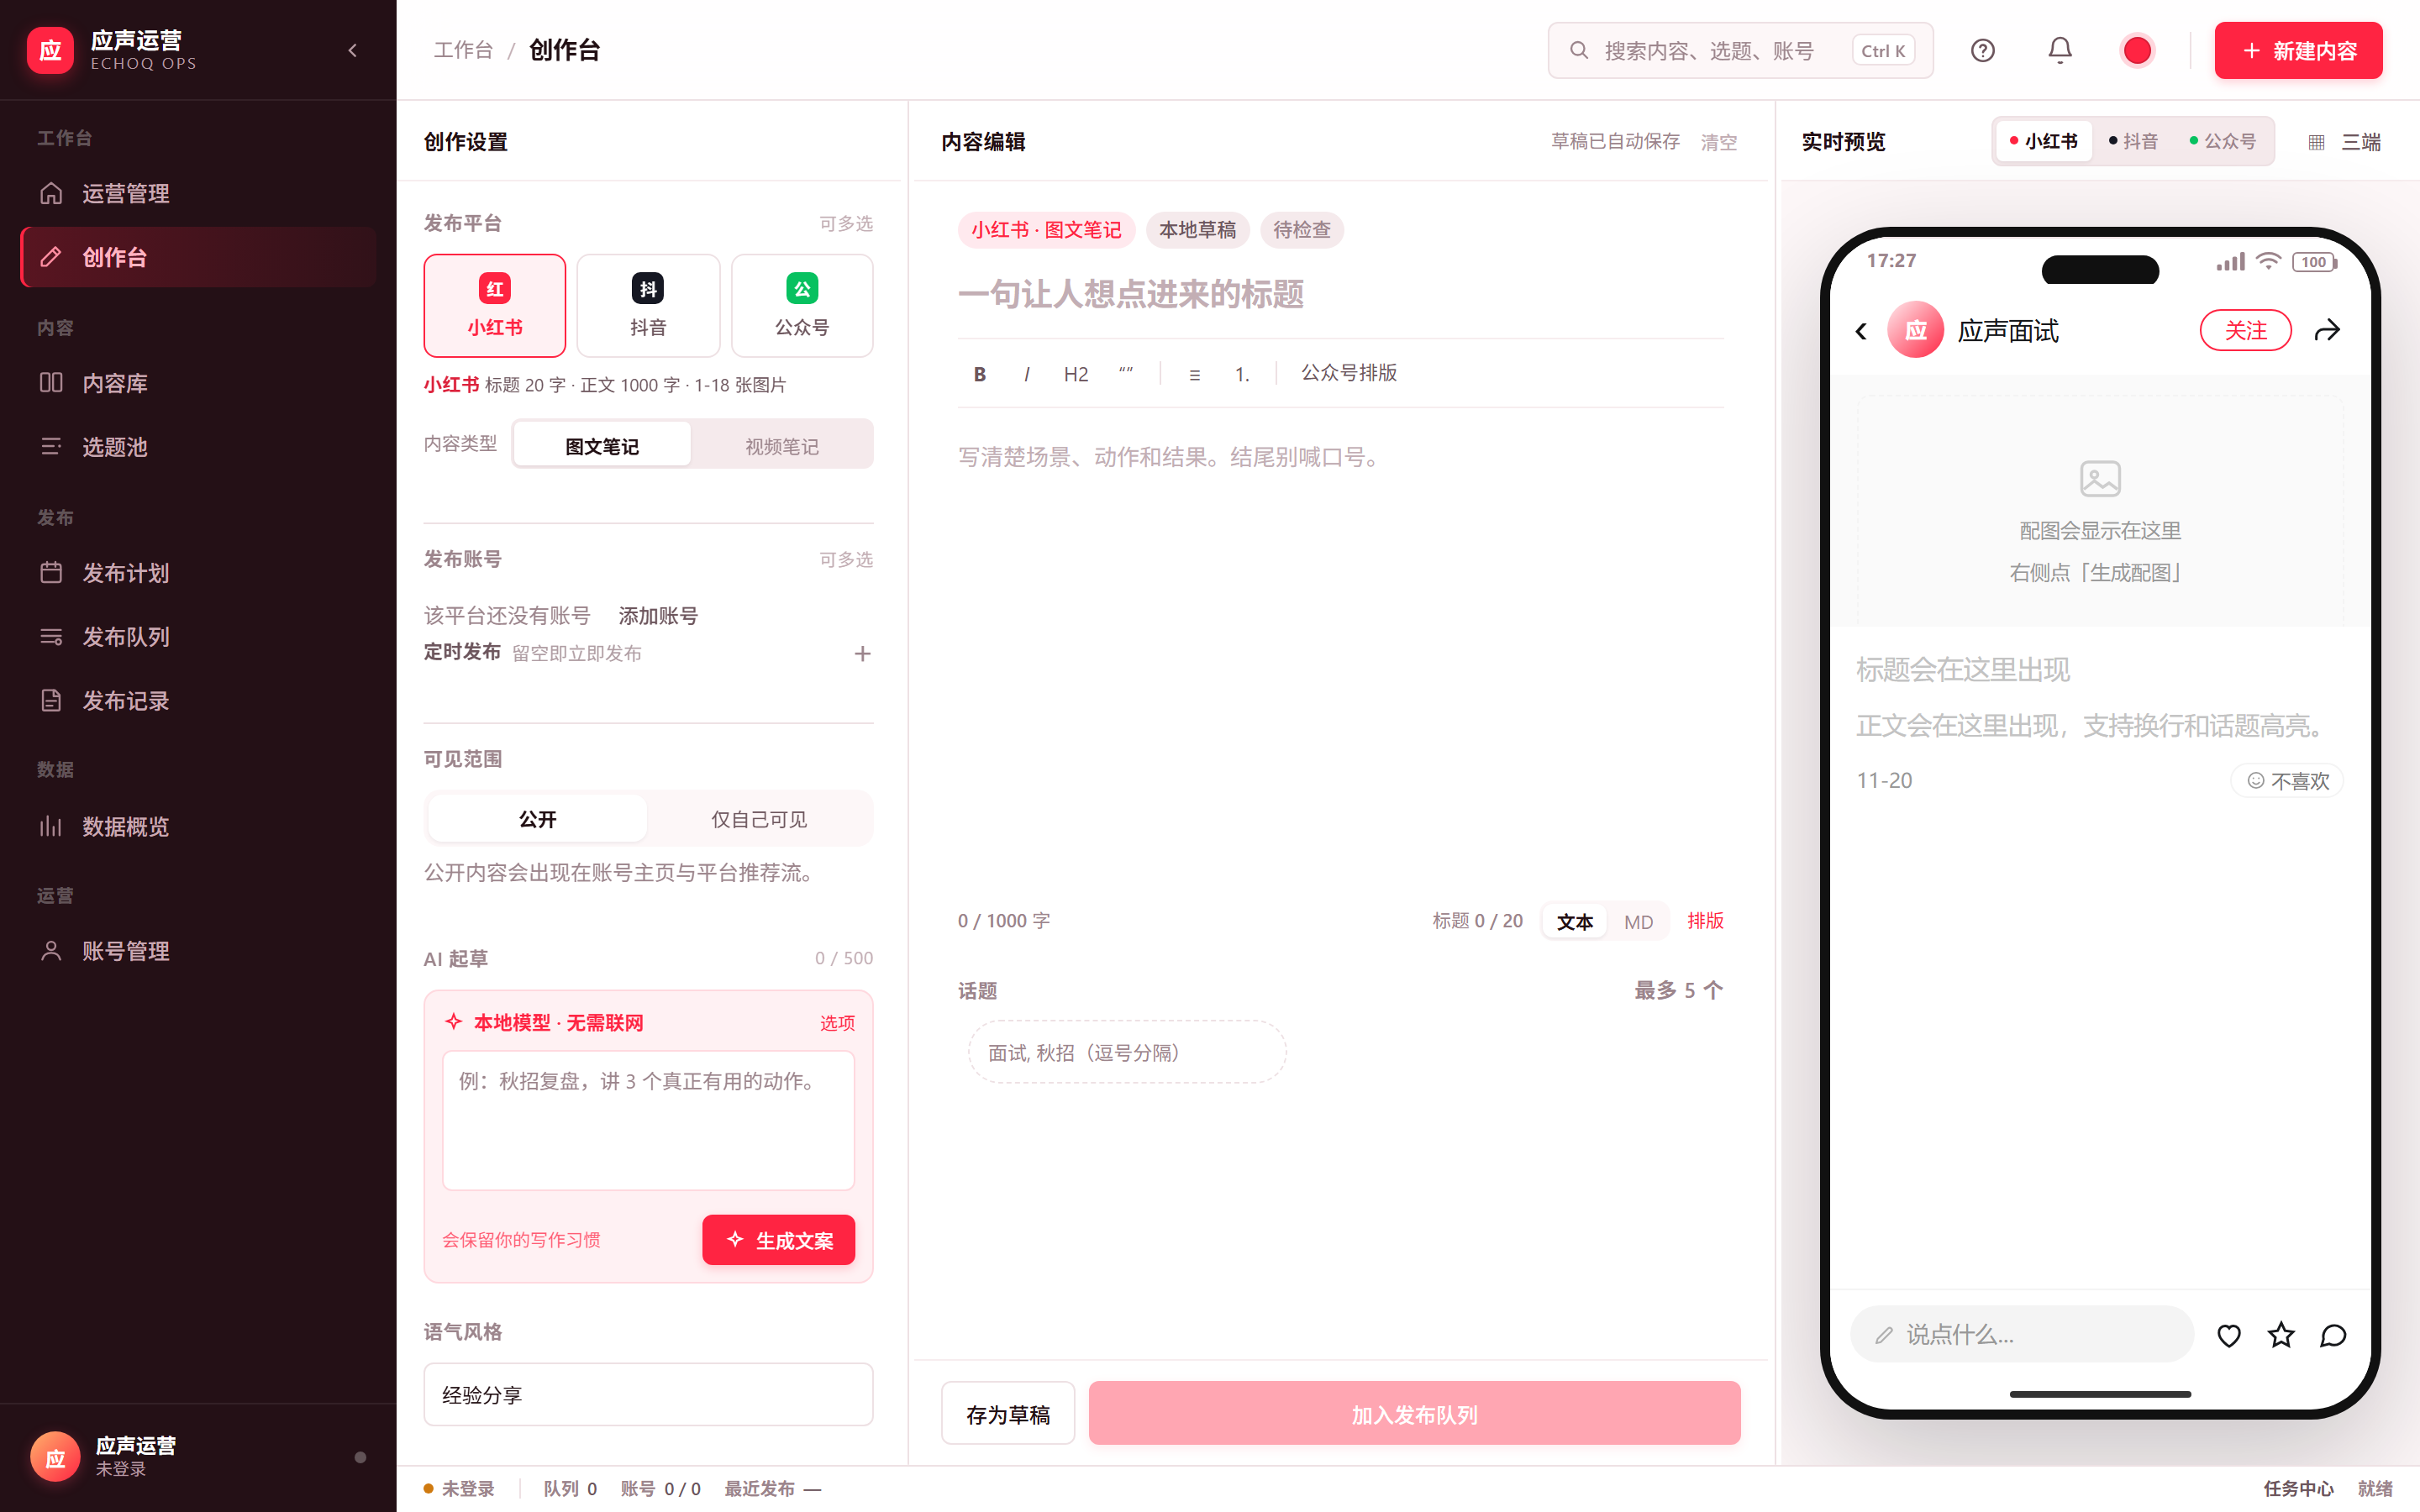 应
应声运营
ECHOQ OPS
工作台
运营管理
创作台
内容
内容库
选题池
发布
发布计划
发布队列
发布记录
数据
数据概览
运营
账号管理
应
应声运营
未登录
工作台 / 创作台
搜索内容、选题、账号 Ctrl K
新建内容
创作设置
发布平台 可多选
红 抖 公
小红书 抖音 公众号
小红书 标题 20 字 · 正文 1000 字 · 1-18 张图片
内容类型 图文笔记 视频笔记
发布账号 可多选
该平台还没有账号 添加账号
定时发布 留空即立即发布
可见范围
公开 仅自己可见
公开内容会出现在账号主页与平台推荐流。
AI 起草 0 / 500
本地模型 · 无需联网 选项
例：秋招复盘，讲 3 个真正有用的动作。
会保留你的写作习惯 生成文案
语气风格
经验分享
内容编辑 草稿已自动保存 清空
小红书 · 图文笔记 本地草稿 待检查
一句让人想点进来的标题
B I H2 “” 1. 公众号排版
写清楚场景、动作和结果。结尾别喊口号。
0 / 1000 字 标题 0 / 20 文本 MD 排版
话题 最多 5 个
面试, 秋招（逗号分隔）
存为草稿 加入发布队列
实时预览 小红书 抖音 公众号 三端
17:27 100
应 应声面试 关注
配图会显示在这里
右侧点「生成配图」
标题会在这里出现
正文会在这里出现，支持换行和话题高亮。
11-20 不喜欢
说点什么...
未登录 队列 0 账号 0 / 0 最近发布 —
任务中心 就绪